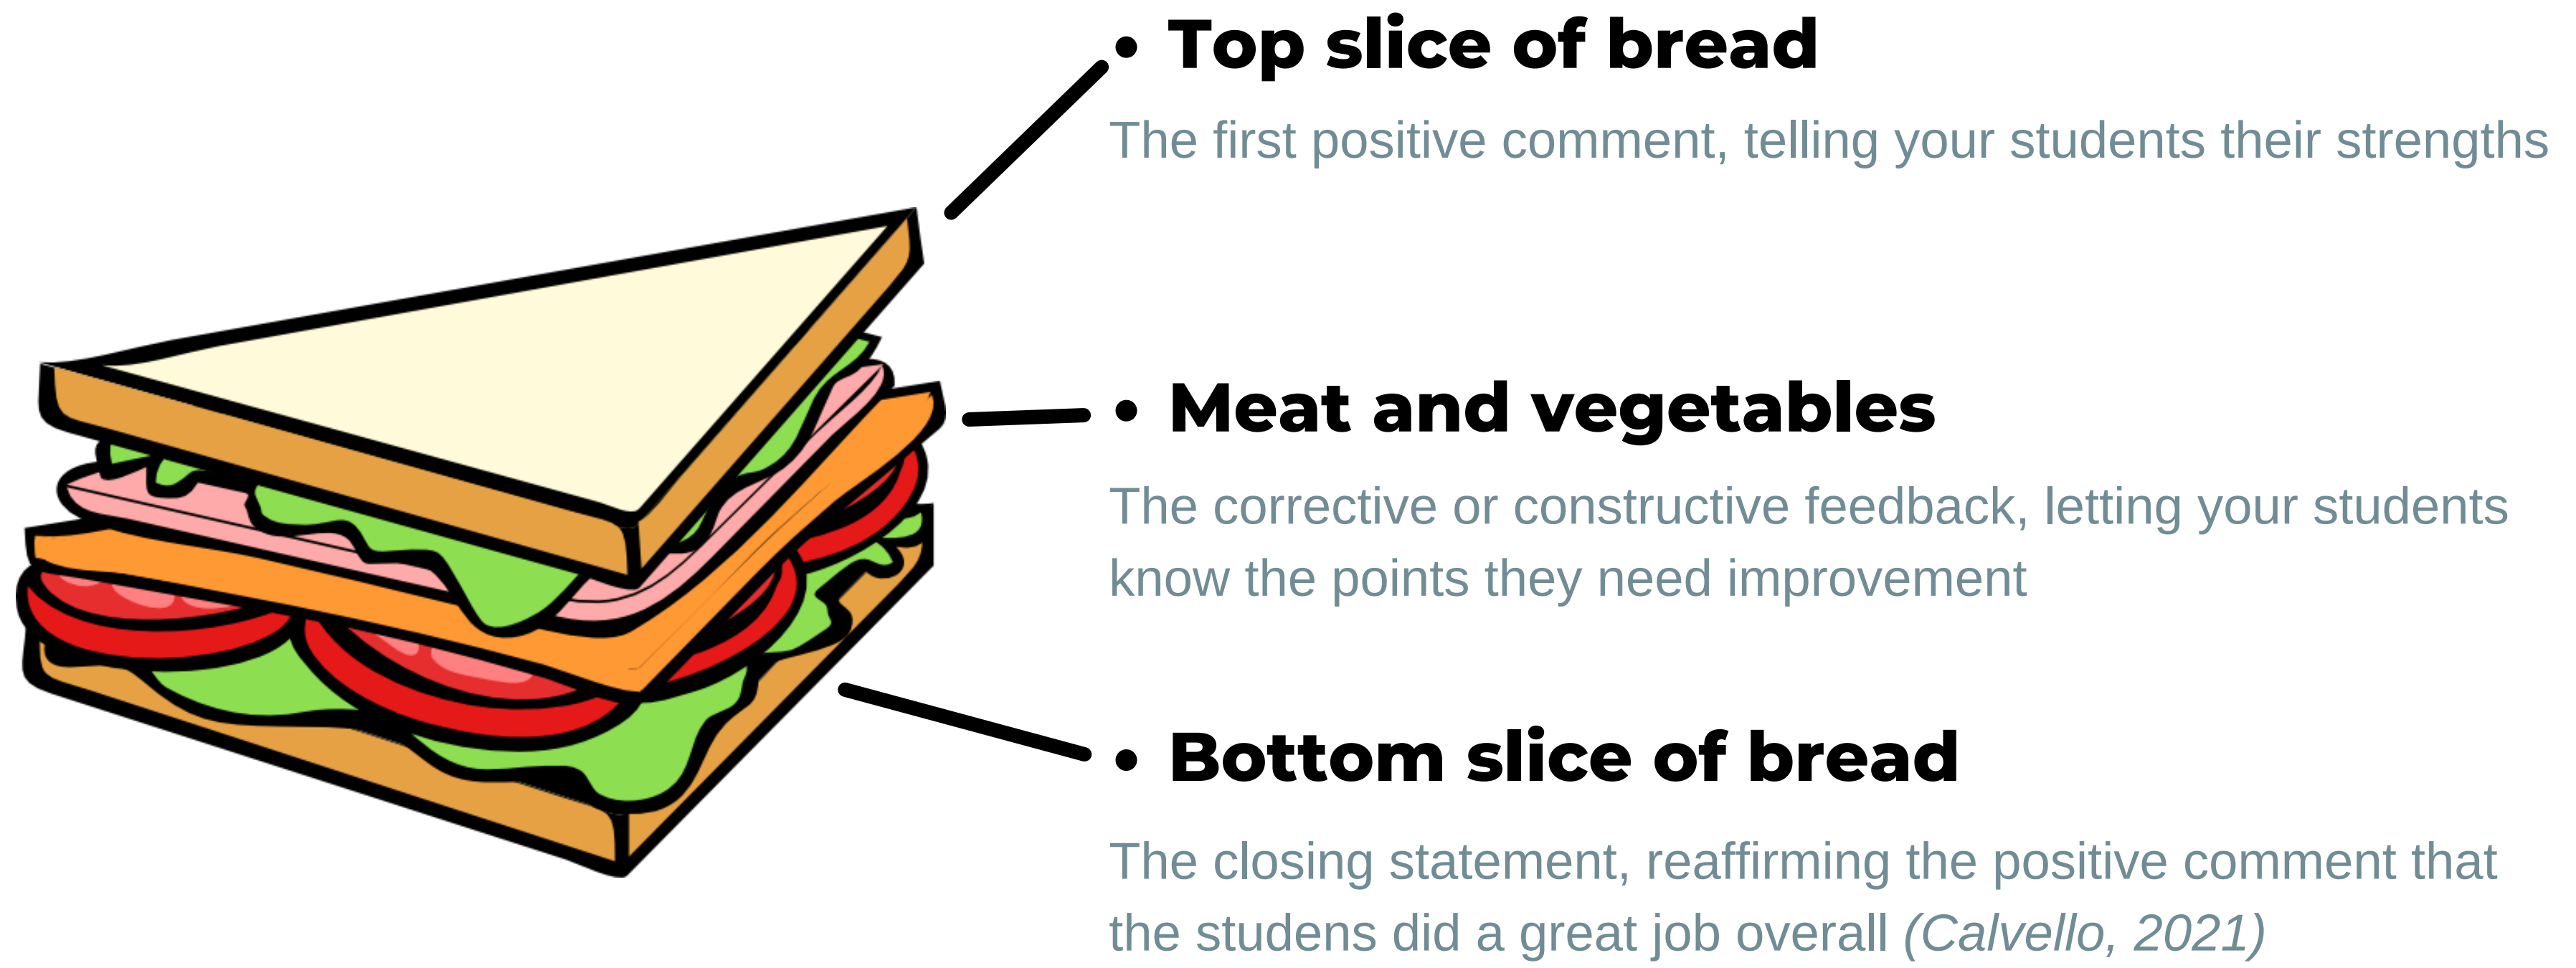 • Top slice of bread
The first positive comment, telling your students their strengths
• Meat and vegetables
The corrective or constructive feedback, letting your students
know the points they need improvement
• Bottom slice of bread
The closing statement, reaffirming the positive comment that
the studens did a great job overall (Calvello, 2021)